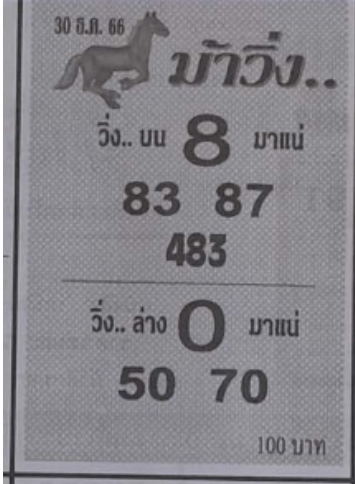 30 ธ.ค. 66
ม้าวิ่ง..
วิ่ง.. บน 8 มาแน่
83 87
483
วิ่ง.. ล่าง 0 มาแน่
50 70
100 บาท